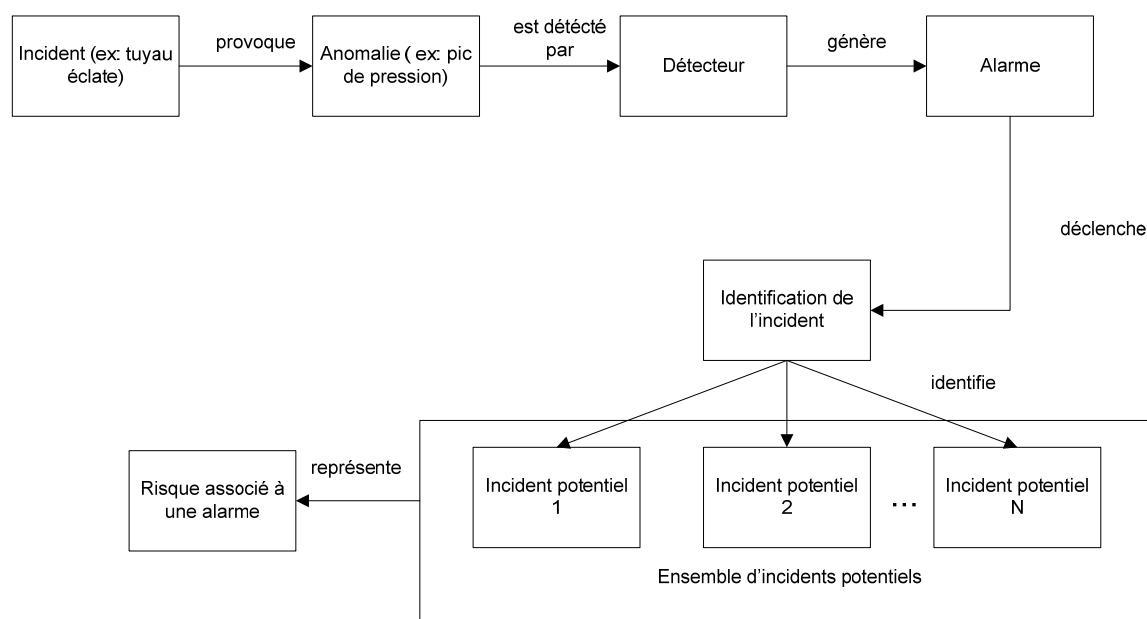 Incident (ex: tuyau
éclate)
provoque
Anomalie ( ex: pic
de pression)
est détécté
par
Détecteur
génère
Alarme
déclenche
Identification de
l'incident
identifie
Risque associé à
une alarme
représente
Incident potentiel
1
Incident potentiel
2
...
Incident potentiel
N
Ensemble d'incidents potentiels